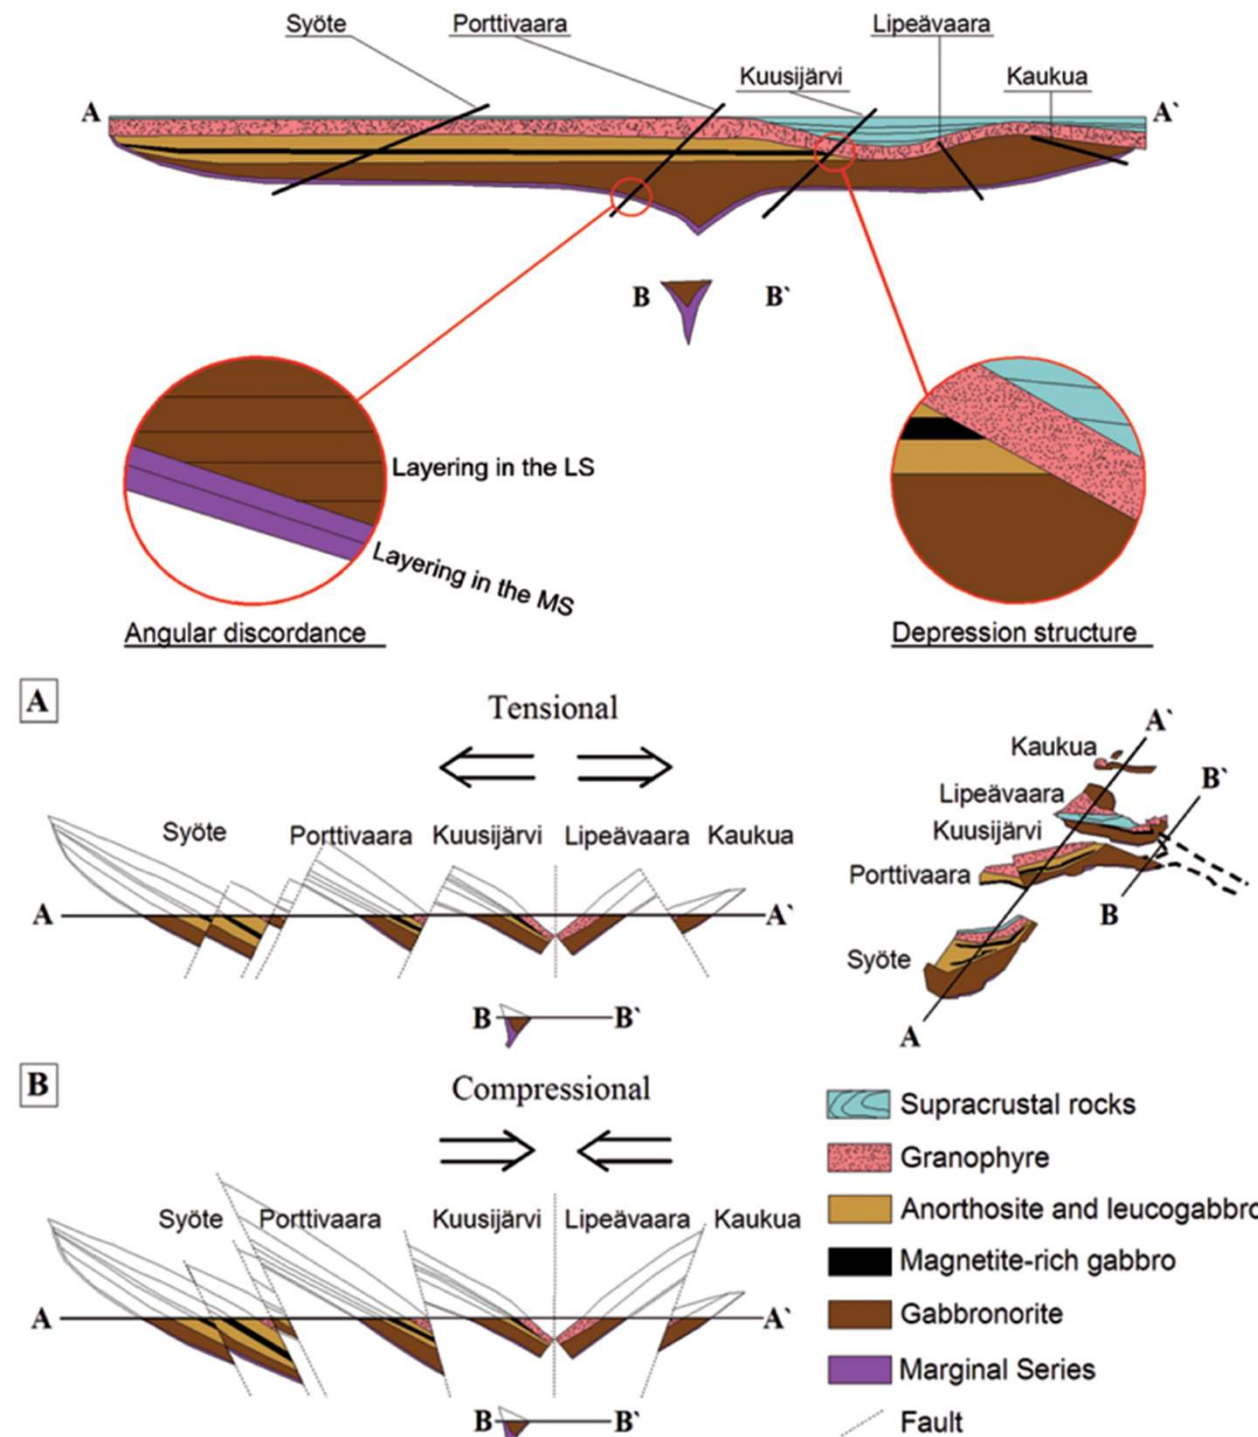 Syöte
Porttivaara
Lipeävaara
Kuusijärvi
Kaukua
A
A`
B
B`
Layering in the LS
Layering in the MS
Angular discordance
Depression structure
A
Tensional
Syöte
Porttivaara
Kuusijärvi
Lipeävaara
Kaukua
A
A`
B
B`
A`
Kaukua
B`
Lipeävaara
Kuusijärvi
Porttivaara
B
Syöte
A
B
Compressional
Syöte
Porttivaara
Kuusijärvi
Lipeävaara
Kaukua
A
A`
B
B`
Supracrustal rocks
Granophyre
Anorthosite and leucogabbro
Magnetite-rich gabbro
Gabbronorite
Marginal Series
Fault